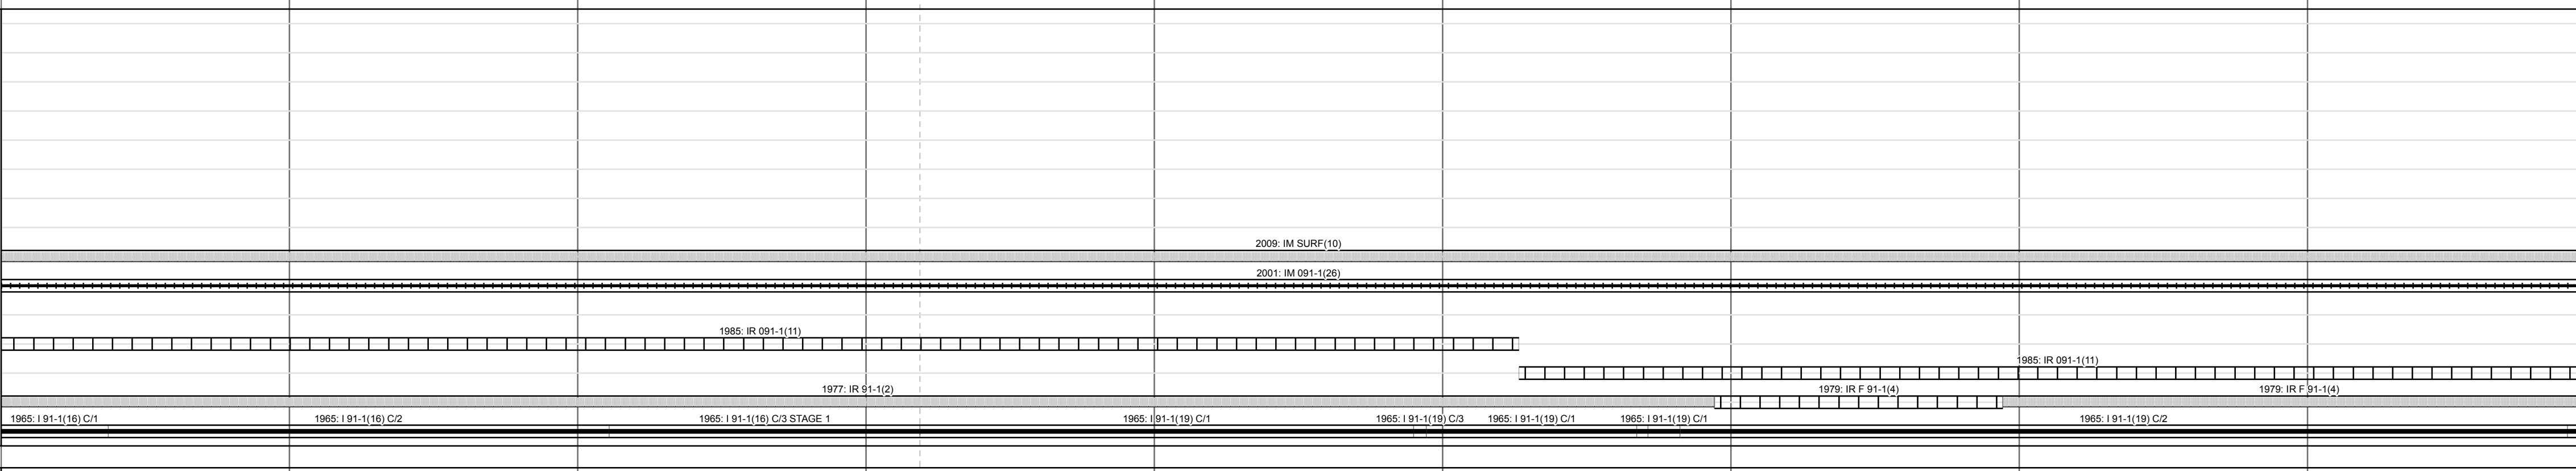 2009: IM SURF(10)
2001: IM 091-1(26)
1985: IR 091-1(11)
1985: IR 091-1(11)
1977: IR 91-1(2)
1979: IR F 91-1(4)
1979: IR F 91-1(4)
1965: I 91-1(16) C/1
1965: I 91-1(16) C/2
1965: I 91-1(16) C/3 STAGE 1
1965: I 91-1(19) C/1
1965: I 91-1(19) C/3
1965: I 91-1(19) C/1
1965: I 91-1(19) C/1
1965: I 91-1(19) C/2